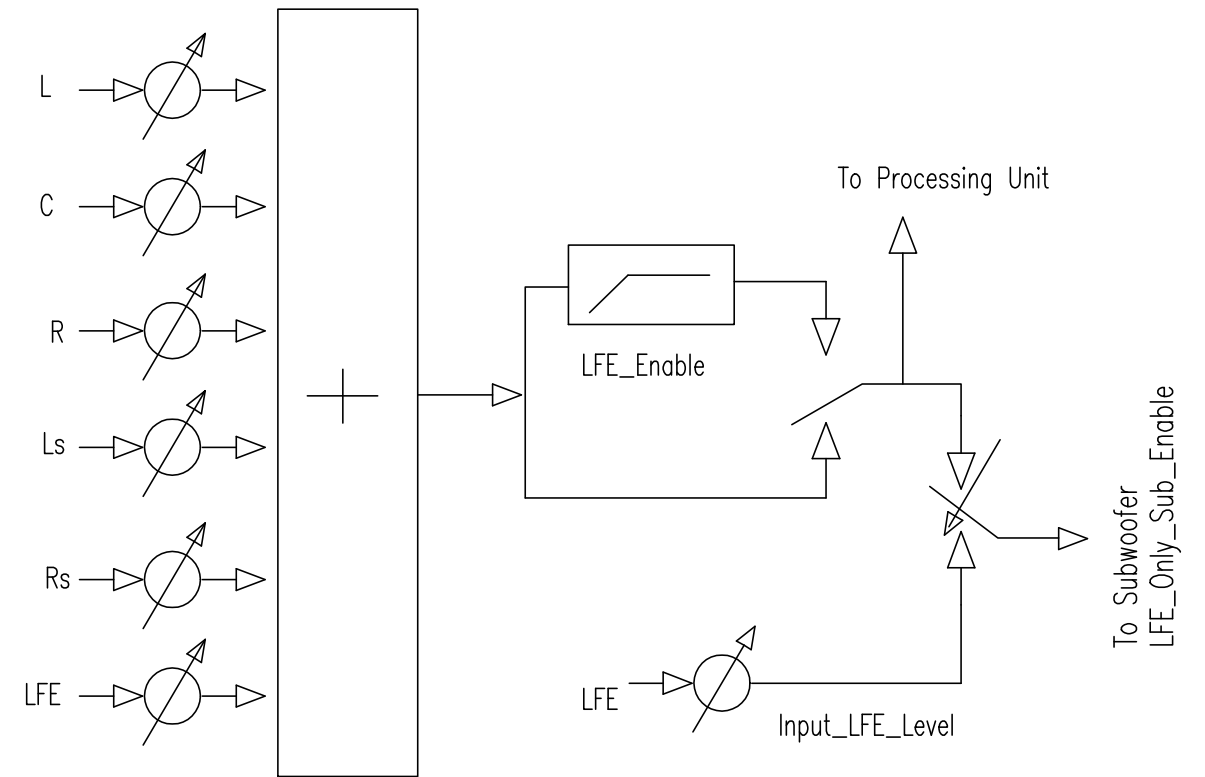 L
C
R
Ls
Rs
LFE
To Processing Unit
LFE_Enable
LFE
Input_LFE_Level
To Subwoofer
LFE_Only_Sub_Enable